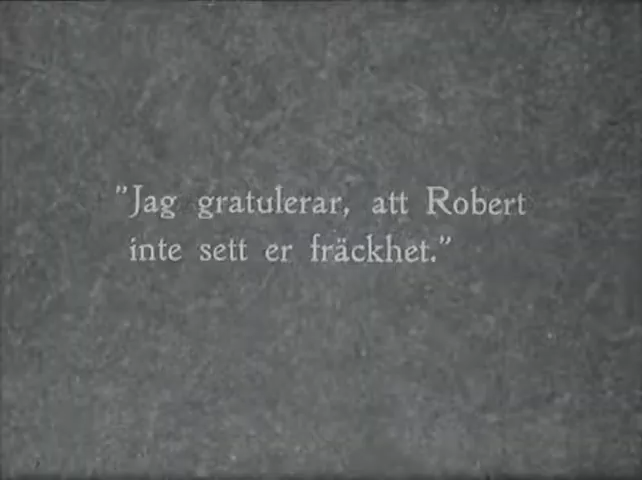 ”Jag gratulerar, att Robert
inte sett er fräckhet.”